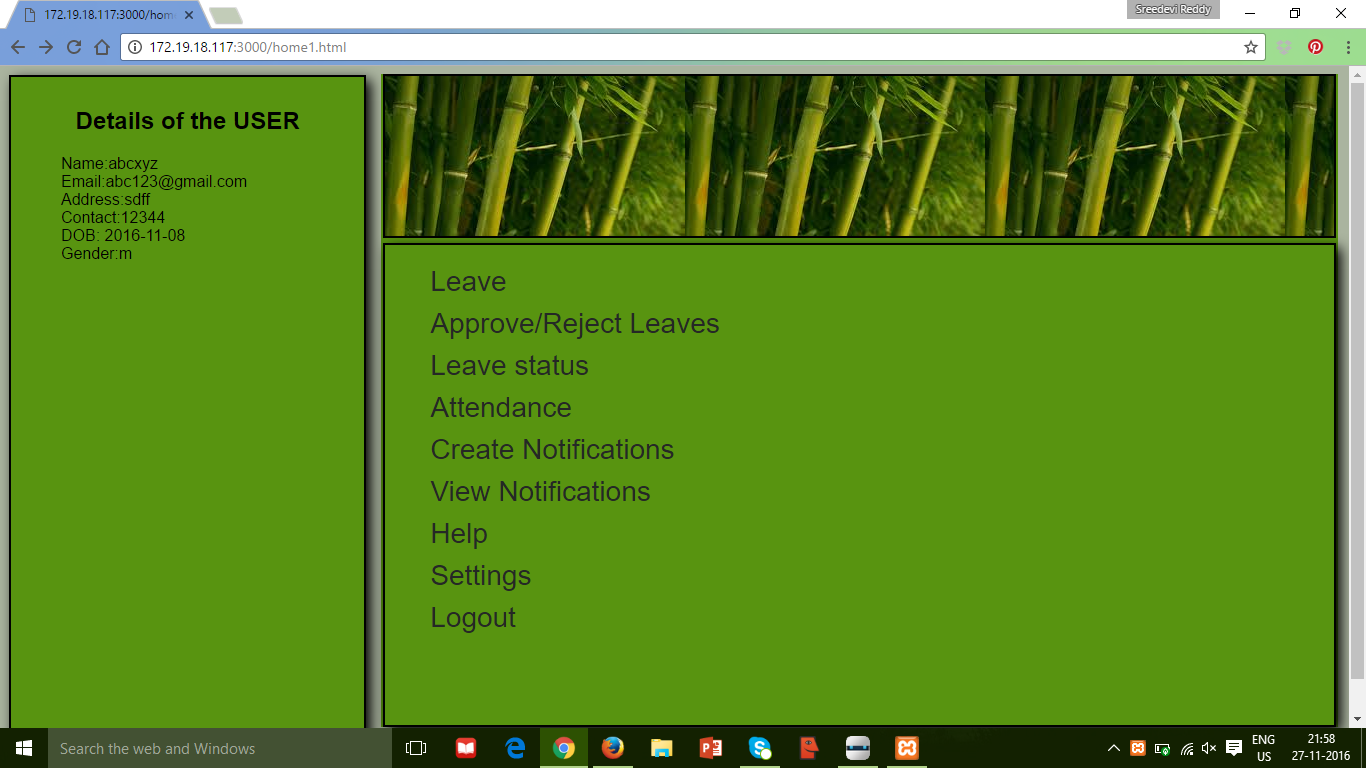 172.19.18.117:3000/hom
Sreedevi Reddy
172.19.18.117:3000/home1.html
Details of the USER
Name:abcxyz
Email:abc123@gmail.com
Address:sdff
Contact:12344
DOB: 2016-11-08
Gender:m
Leave
Approve/Reject Leaves
Leave status
Attendance
Create Notifications
View Notifications
Help
Settings
Logout
Search the web and Windows
ENG
US
21:58
27-11-2016